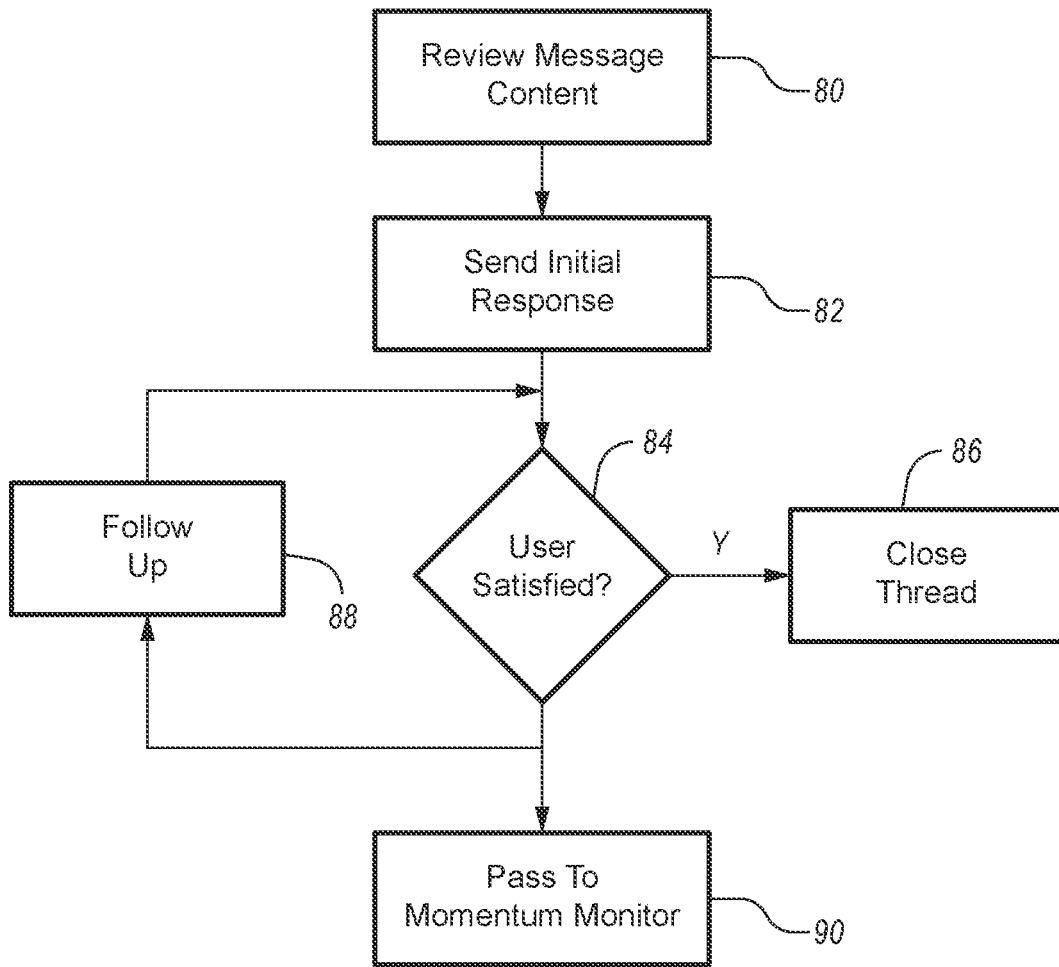 Review Message
Content
80
Send Initial
Response
82
84
86
Follow
Up
88
User
Satisfied?
Y
Close
Thread
Pass To
Momentum Monitor
90